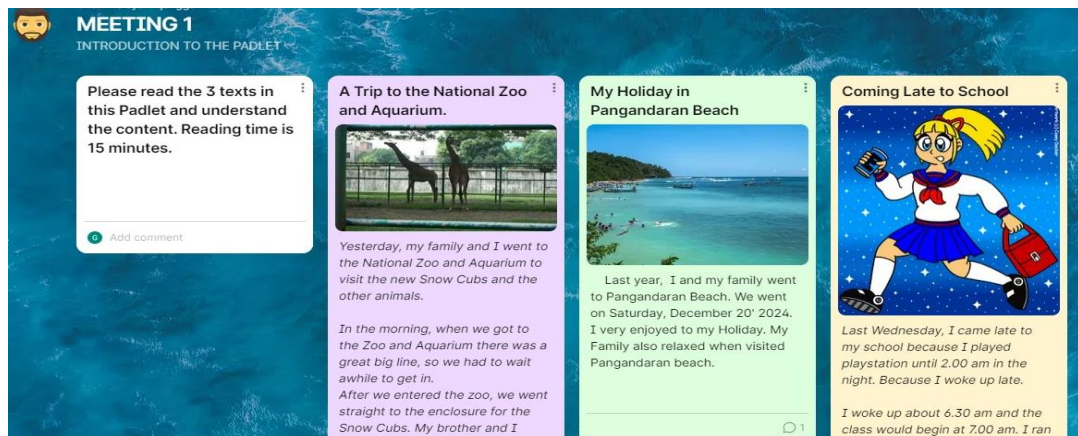 MEETING 1
INTRODUCTION TO THE PADLET
Please read the 3 texts in
this Padlet and understand
the content. Reading time is
15 minutes.
G
Add comment
A Trip to the National Zoo
and Aquarium.
Yesterday, my family and I went to
the National Zoo and Aquarium to
visit the new Snow Cubs and the
other animals.
In the morning, when we got to
the Zoo and Aquarium there was a
great big line, so we had to wait
awhile to get in.
After we entered the zoo, we went
straight to the enclosure for the
Snow Cubs. My brother and I
My Holiday in
Pangandaran Beach
Last year, I and my family went
to Pangandaran Beach. We went
on Saturday, December 20' 2024.
I very enjoyed to my Holiday. My
Family also relaxed when visited
Pangandaran beach.
1
Coming Late to School
Last Wednesday, I came late to
my school because I played
playstation until 2.00 am in the
night. Because I woke up late.
I woke up about 6.30 am and the
class would begin at 7.00 am. I ran